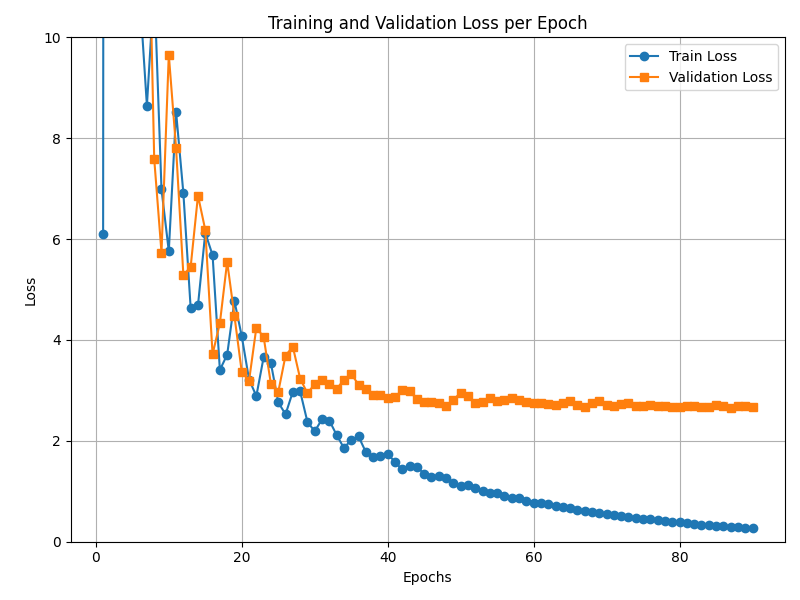 Training and Validation Loss per Epoch
Train Loss
Validation Loss
Loss
10
8
6
4
2
0
0 20 40 60 80
Epochs